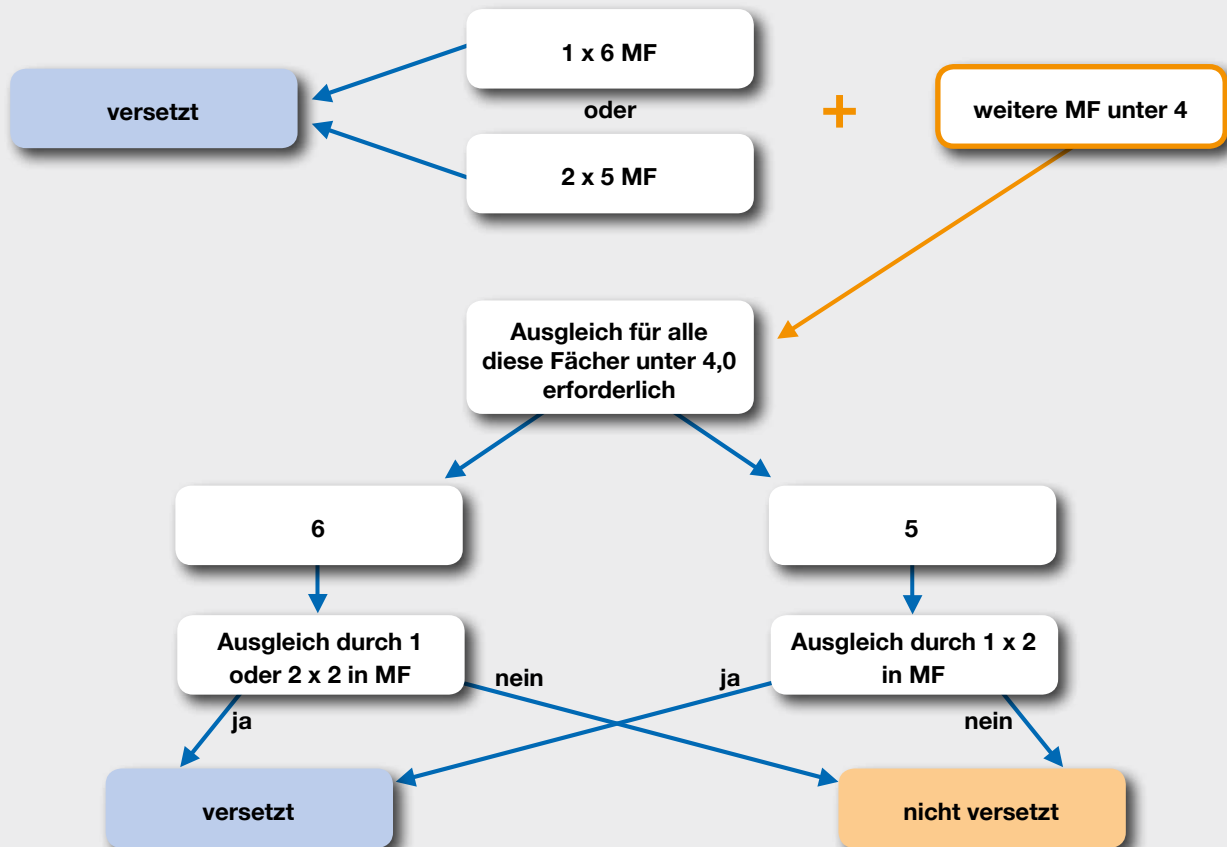 1 x 6 MF
versetzt
oder
+
weitere MF unter 4
2 x 5 MF
Ausgleich für alle
diese Fächer unter 4,0
erforderlich
6
5
Ausgleich durch 1
oder 2 x 2 in MF
Ausgleich durch 1 x 2
in MF
nein
ja
ja
nein
versetzt
nicht versetzt